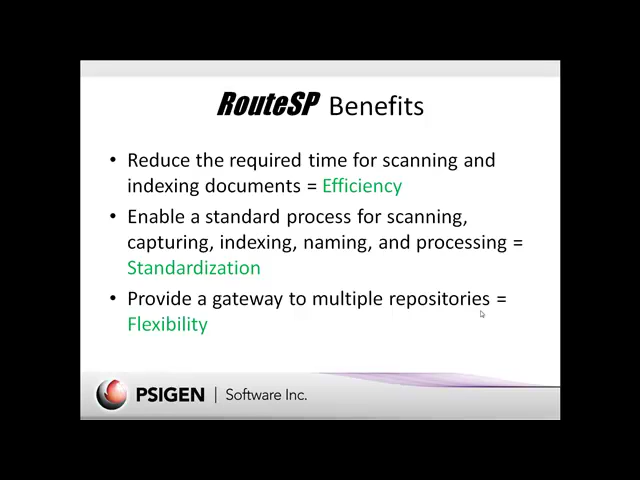 RouteSP Benefits
• Reduce the required time for scanning and
indexing documents = Efficiency
• Enable a standard process for scanning,
capturing, indexing, naming, and processing =
Standardization
• Provide a gateway to multiple repositories =
Flexibility
PSIGEN | Software Inc.